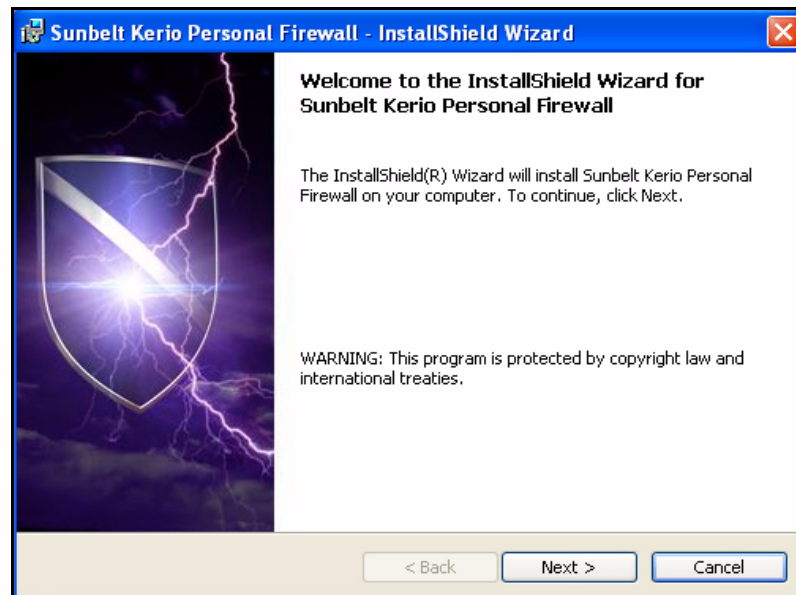 Sunbelt Kerio Personal Firewall - InstallShield Wizard
Welcome to the InstallShield Wizard for
Sunbelt Kerio Personal Firewall
The InstallShield(R) Wizard will install Sunbelt Kerio Personal
Firewall on your computer. To continue, click Next.
WARNING: This program is protected by copyright law and
international treaties.
< Back Next > Cancel